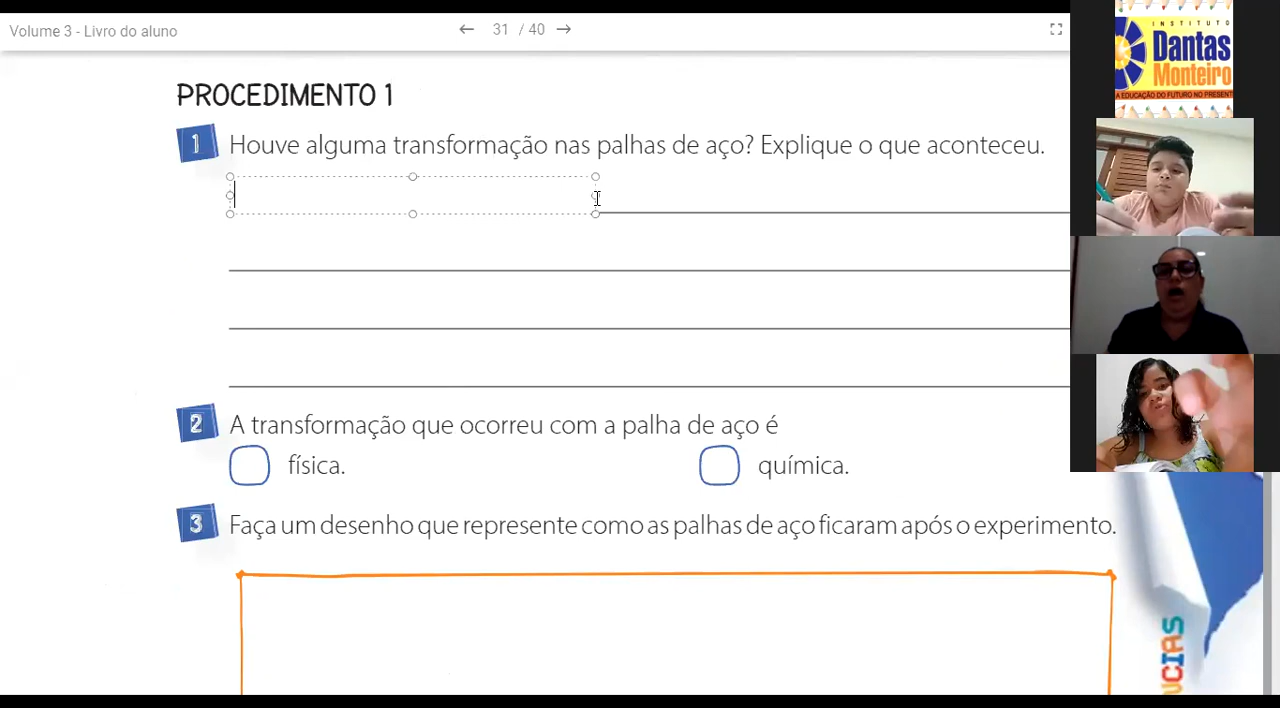 Volume 3 - Livro do aluno
31 / 40
PROCEDIMENTO 1
1 Houve alguma transformação nas palhas de aço? Explique o que aconteceu.
2 A transformação que ocorreu com a palha de aço é
física.
química.
3 Faça um desenho que represente como as palhas de aço ficaram após o experimento.
INSTITUTO
Dantas
Monteiro
A EDUCAÇÃO DO FUTURO NO PRESENT
NCIAS